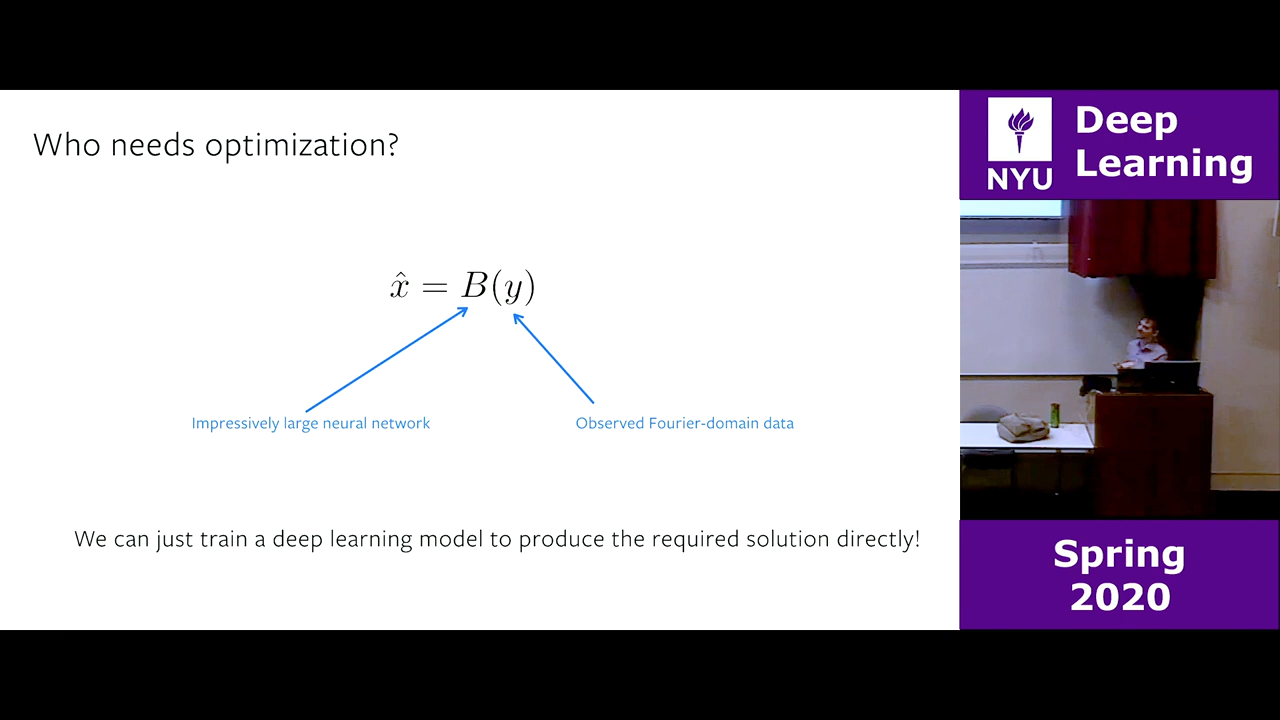 Who needs optimization?
x̂ = B(y)
Impressively large neural network
Observed Fourier-domain data
We can just train a deep learning model to produce the required solution directly!
NYU
Deep
Learning
Spring
2020